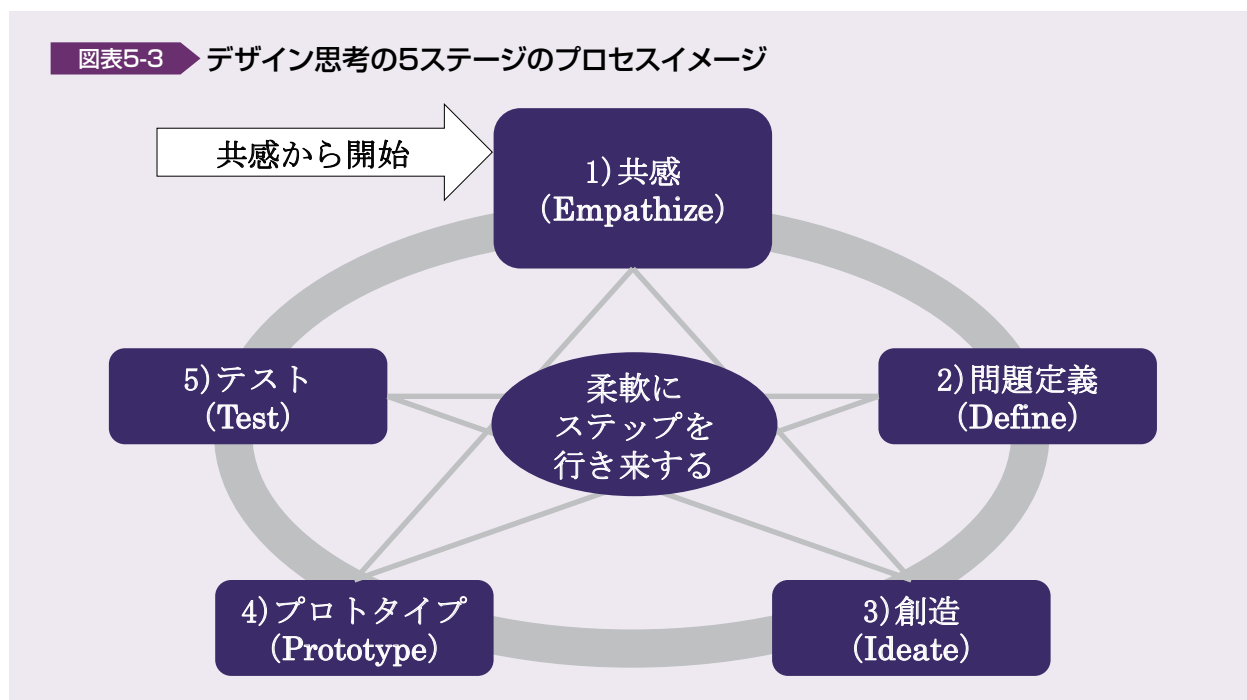 図表5-3 デザイン思考の5ステージのプロセスイメージ
共感から開始
1)共感
(Empathize)
2)問題定義
(Define)
3)創造
(Ideate)
4)プロトタイプ
(Prototype)
5)テスト
(Test)
柔軟に
ステップを
行き来する